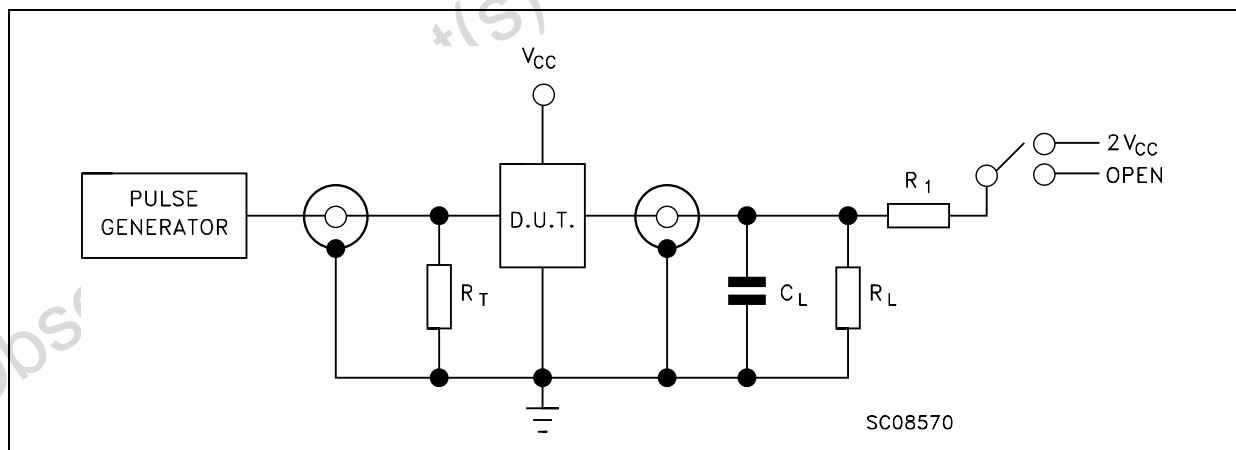 t(s)
VCC
2VCC
OPEN
R1
PULSE
GENERATOR
D.U.T.
RT
CL
RL
SC08570